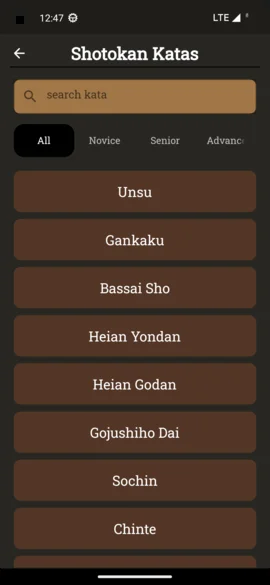 12:47 LTE
Shotokan Katas
search kata
All Novice Senior Advanc
Unsu
Gankaku
Bassai Sho
Heian Yondan
Heian Godan
Gojushiho Dai
Sochin
Chinte